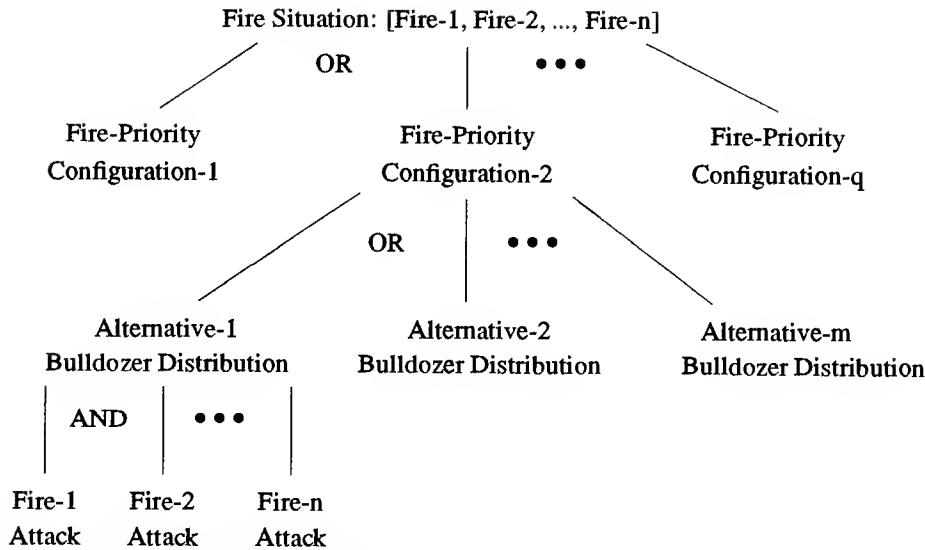 Fire Situation: [Fire-1, Fire-2, ..., Fire-n]
OR
Fire-Priority
Configuration-1
Fire-Priority
Configuration-2
Fire-Priority
Configuration-q
OR
Alternative-1
Bulldozer Distribution
Alternative-2
Bulldozer Distribution
Alternative-m
Bulldozer Distribution
AND
Fire-1
Attack
Fire-2
Attack
Fire-n
Attack